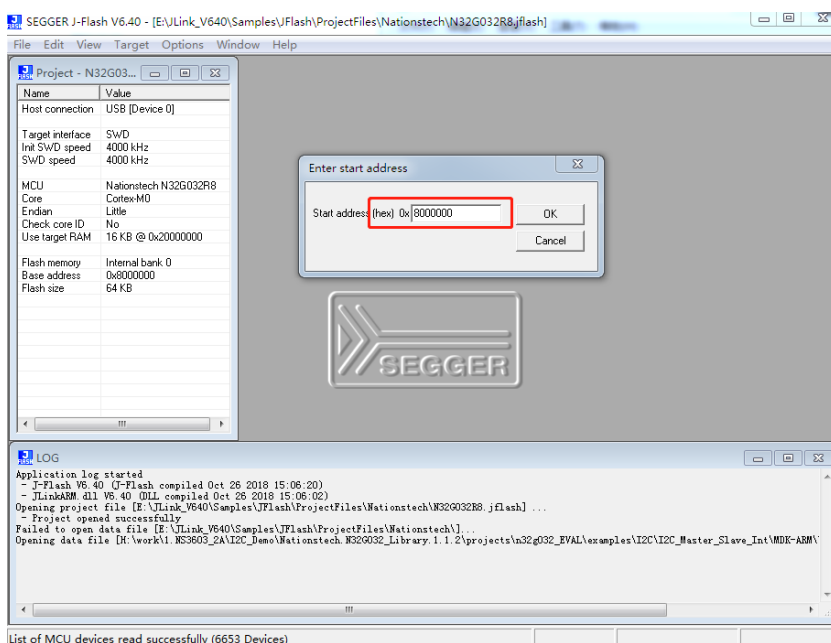 SEGGER J-Flash V6.40 - [E:\JLink_V640\Samples\JFlash\ProjectFiles\Nationstech\N32G032R8.jflash]
File Edit View Target Options Window Help
Project - N32G03...
Name Value
Host connection USB [Device 0]
Target interface SWD
Init SWD speed 4000 kHz
SWD speed 4000 kHz
MCU Nationstech N32G032R8
Core Cortex-M0
Endian Little
Check core ID No
Use target RAM 16 KB @ 0x20000000
Flash memory Internal bank 0
Base address 0x8000000
Flash size 64 KB
Enter start address
Start address (hex) 0x 8000000
OK
Cancel
SEGGER
LOG
Application log started
- J-Flash V6.40 (J-Flash compiled Oct 26 2018 15:06:20)
- JLinkARM.dll V6.40 (DLL compiled Oct 26 2018 15:06:02)
Opening project file [E:\JLink_V640\Samples\JFlash\ProjectFiles\Nationstech\N32G032R8.jflash] ...
- Project opened successfully
Failed to open data file [E:\JLink_V640\Samples\JFlash\ProjectFiles\Nationstech\]...
Opening data file [H:\work\1.NS3603_2A\I2C_Demo\Nationstech.N32G032_Library.1.1.2\projects\n32g032_EVAL\examples\I2C\I2C_Master_Slave_Int\MDK-ARM\
List of MCU devices read successfully (6653 Devices)